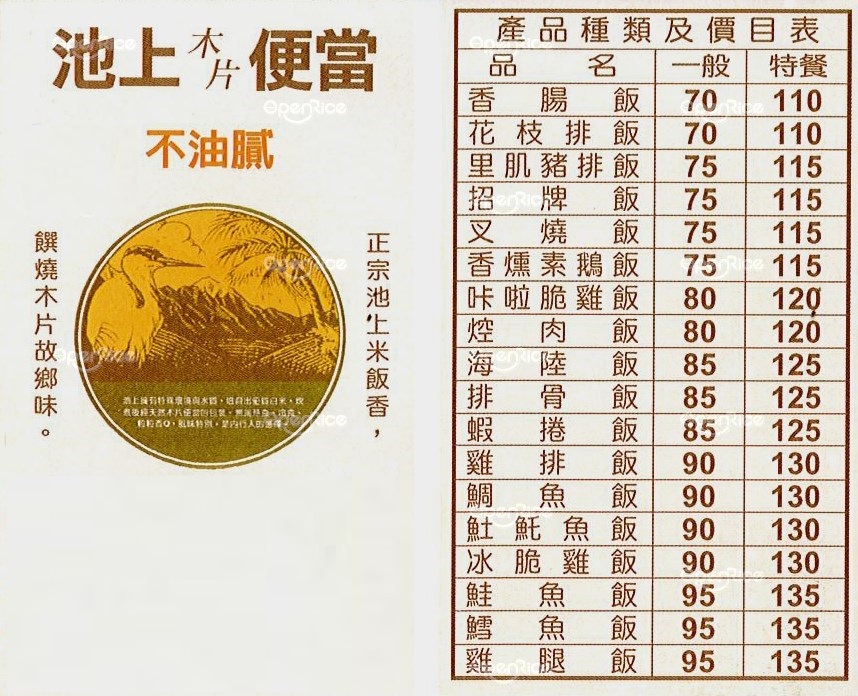 池上木片便當
不油膩
正宗池上米飯香，
饌燒木片故鄉味。
產品種類及價目表
品名 一般 特餐
香腸飯 70 110
花枝排飯 70 110
里肌豬排飯 75 115
招牌飯 75 115
叉燒飯 75 115
香燻素鵝飯 75 115
咔啦脆雞飯 80 120
焢肉飯 80 120
海陸飯 85 125
排骨飯 85 125
蝦捲飯 85 125
雞排飯 90 130
鯛魚飯 90 130
魠魠魚飯 90 130
冰脆雞飯 90 130
鮭魚飯 95 135
鱈魚飯 95 135
雞腿飯 95 135
OpenRice